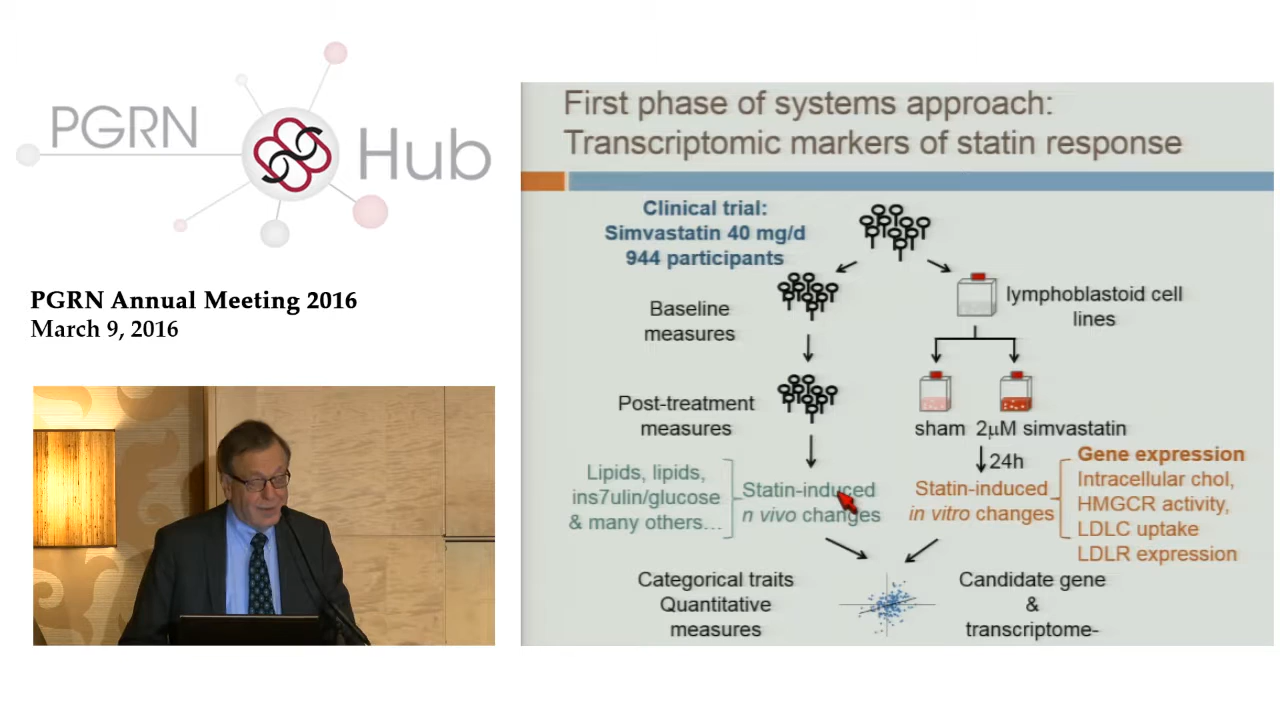 PGRN
Hub
PGRN Annual Meeting 2016
March 9, 2016
First phase of systems approach:
Transcriptomic markers of statin response
Clinical trial:
Simvastatin 40 mg/d
944 participants
Baseline
measures
lymphoblastoid cell
lines
Post-treatment
measures
sham
2μM simvastatin
24h
Lipids, lipids,
ins7ulin/glucose
& many others...
Statin-induced
n vivo changes
Statin-induced
in vitro changes
Gene expression
Intracellular chol,
HMGCR activity,
LDLC uptake
LDLR expression
Categorical traits
Quantitative
measures
Candidate gene
&
transcriptome-